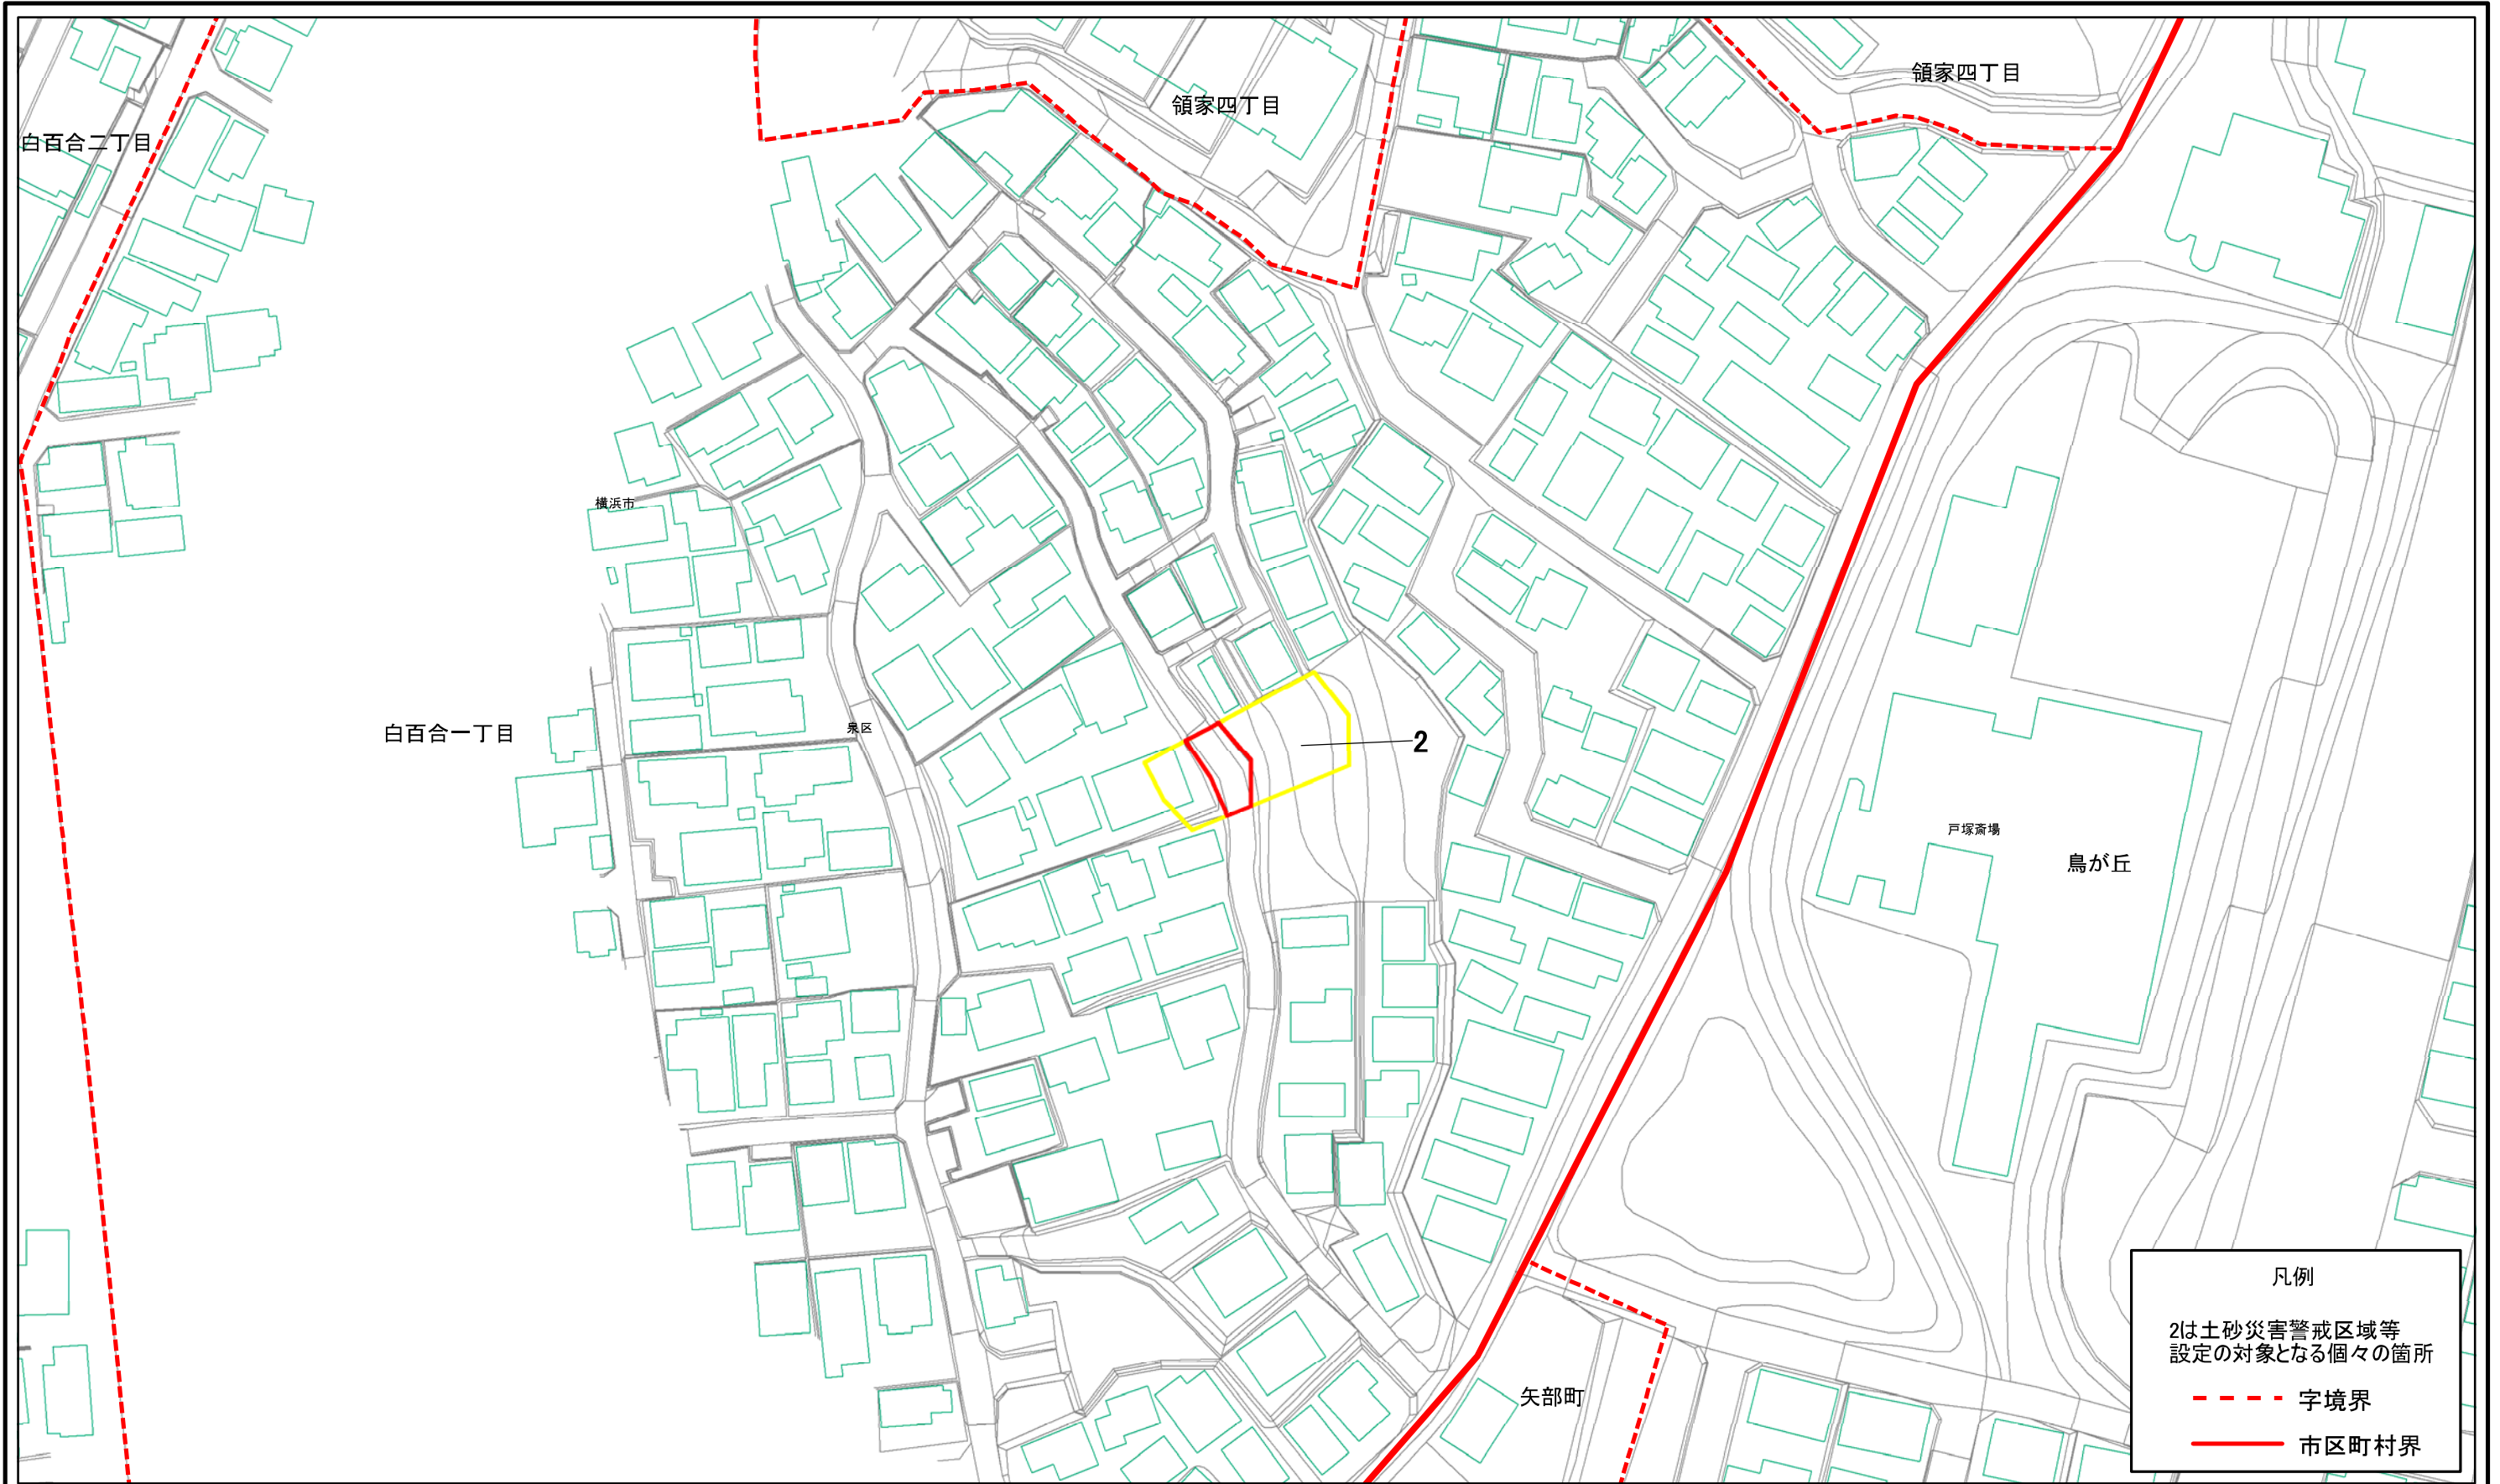 領家四丁目
領家四丁目
白百合二丁目
横浜市
白百合一丁目
泉区
2
戸塚斎場
鳥が丘
矢部町
凡例
2は土砂災害警戒区域等
設定の対象となる個々の箇所
字境界
市区町村界